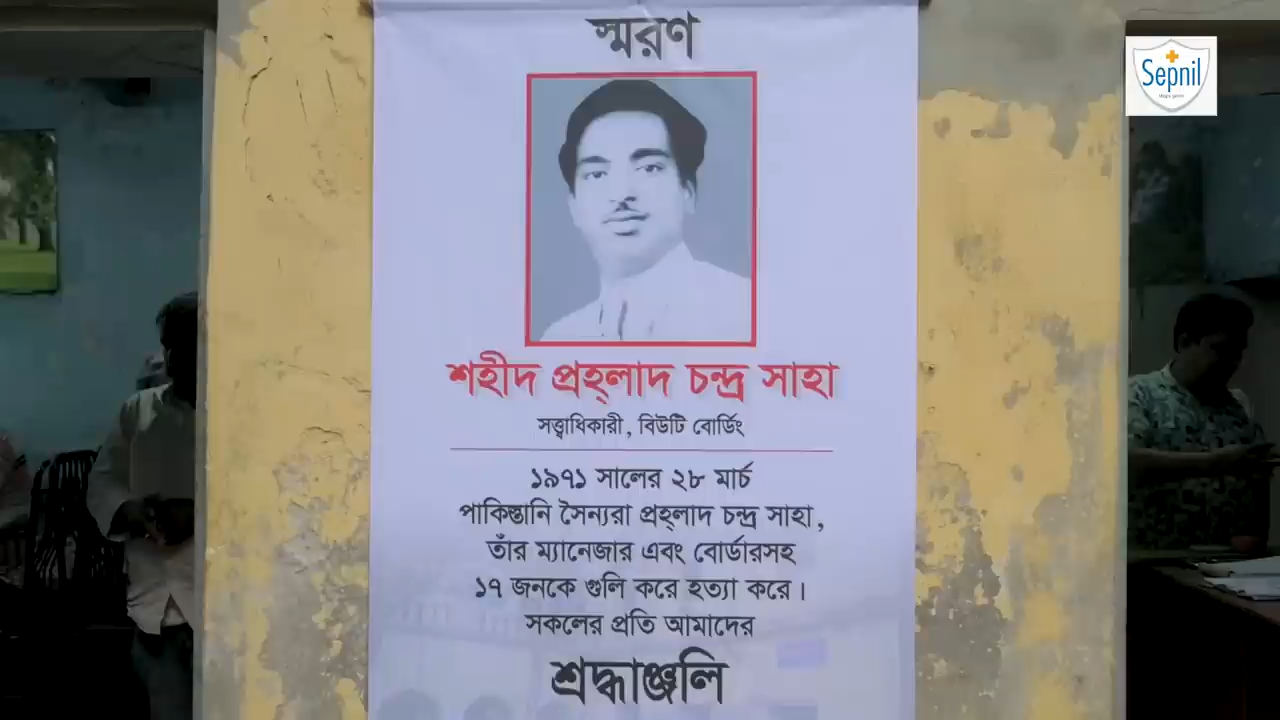 স্মরণ
Sepnil
শহীদ প্রহ্লাদ চন্দ্র সাহা
সত্ত্বাধিকারী, বিউটি বোর্ডিং
১৯৭১ সালের ২৮ মার্চ
পাকিস্তানি সৈন্যরা প্রহ্লাদ চন্দ্র সাহা,
তাঁর ম্যানেজার এবং বোর্ডারসহ
১৭ জনকে গুলি করে হত্যা করে।
সকলের প্রতি আমাদের
শ্রদ্ধাঞ্জলি